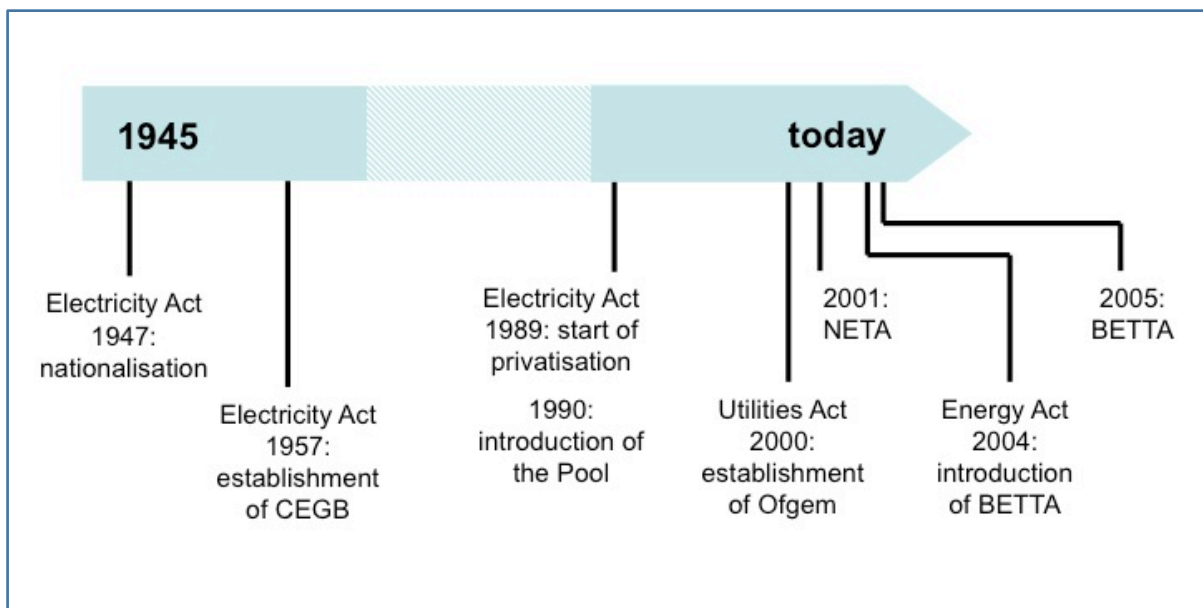 1945
today
Electricity Act
1947:
nationalisation
Electricity Act
1957:
establishment
of CEGB
Electricity Act
1989: start of
privatisation
1990:
introduction of
the Pool
Utilities Act
2000:
establishment
of Ofgem
2001:
NETA
Energy Act
2004:
introduction
of BETTA
2005:
BETTA